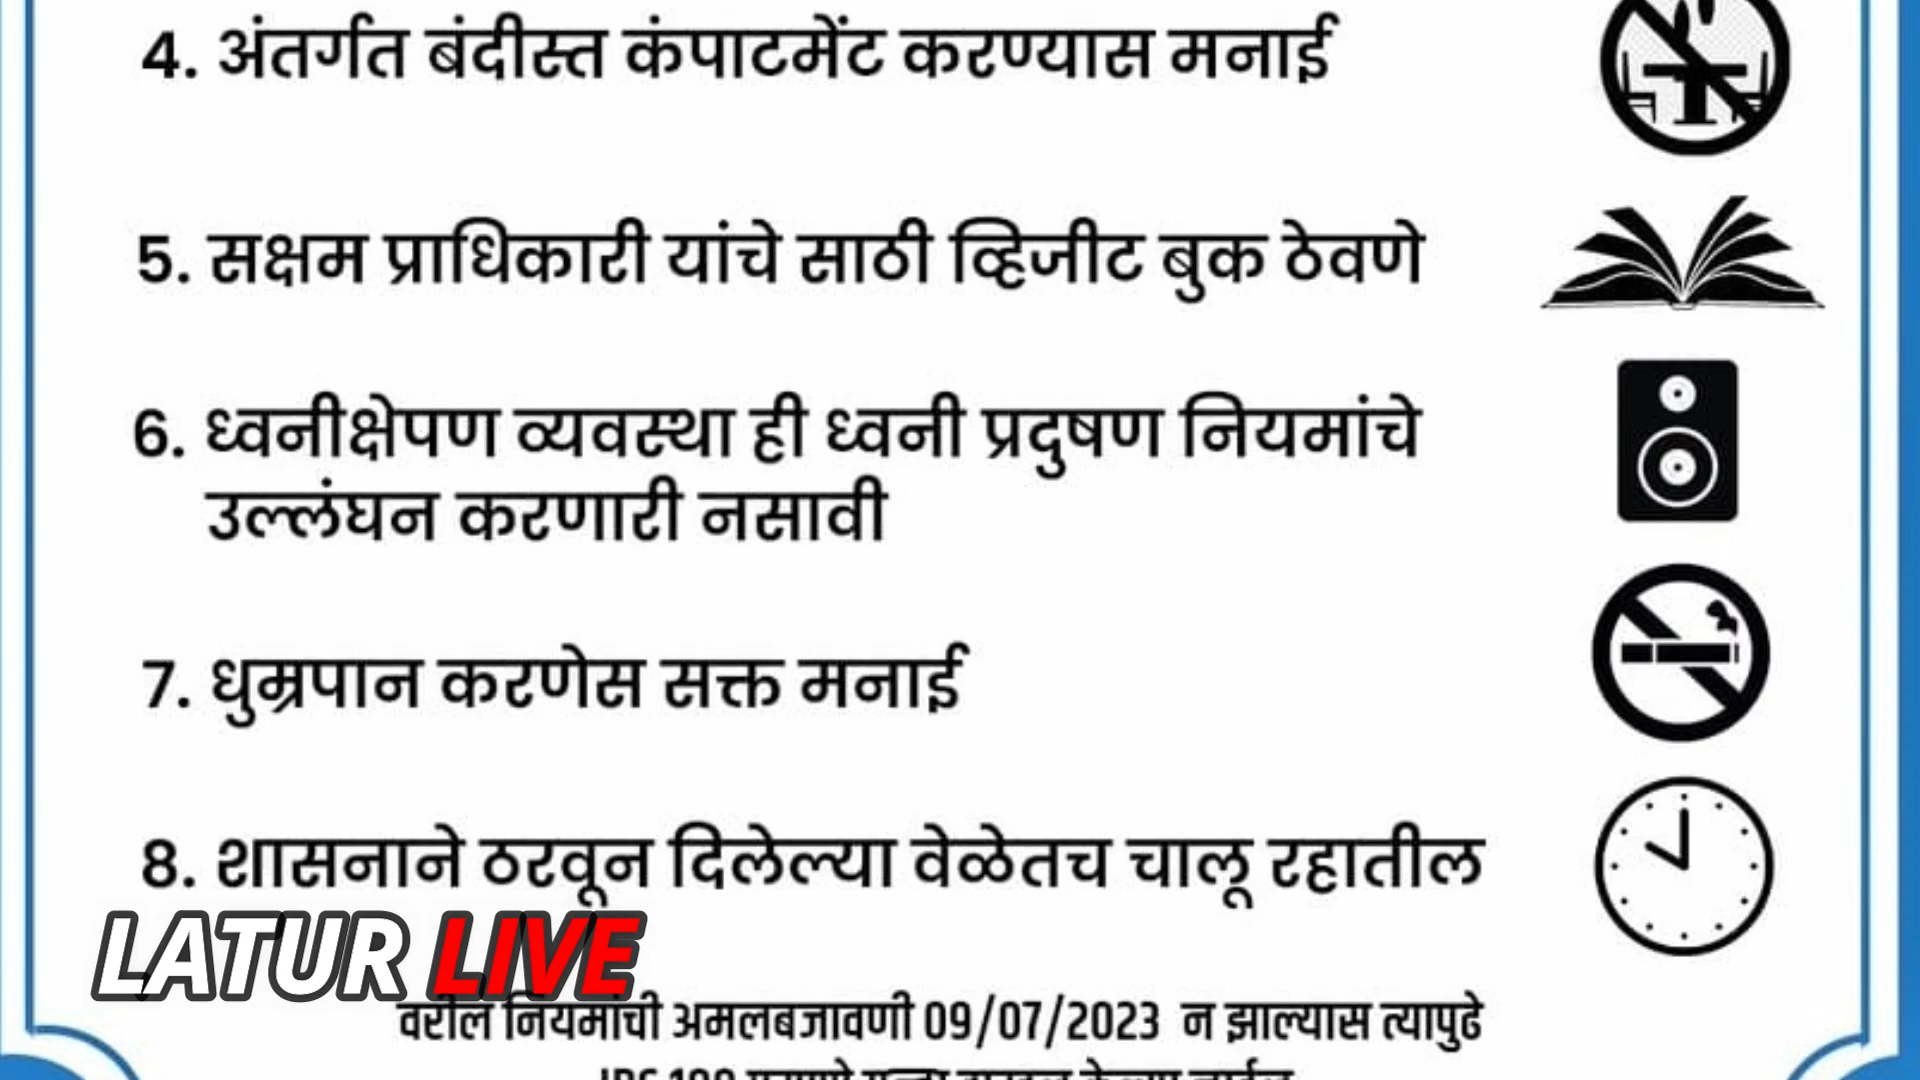 4. अंतर्गत बंदीस्त कंपाटमेंट करण्यास मनाई
5. सक्षम प्राधिकारी यांचे साठी व्हिजीट बुक ठेवणे
6. ध्वनीक्षेपण व्यवस्था ही ध्वनी प्रदुषण नियमांचे
उल्लंघन करणारी नसावी
7. धुम्रपान करणेस सक्त मनाई
8. शासनाने ठरवून दिलेल्या वेळेतच चालू रहातील
LATUR LIVE
वरील नियमांची अमलबजावणी 09/07/2023 न झाल्यास त्यापुढे